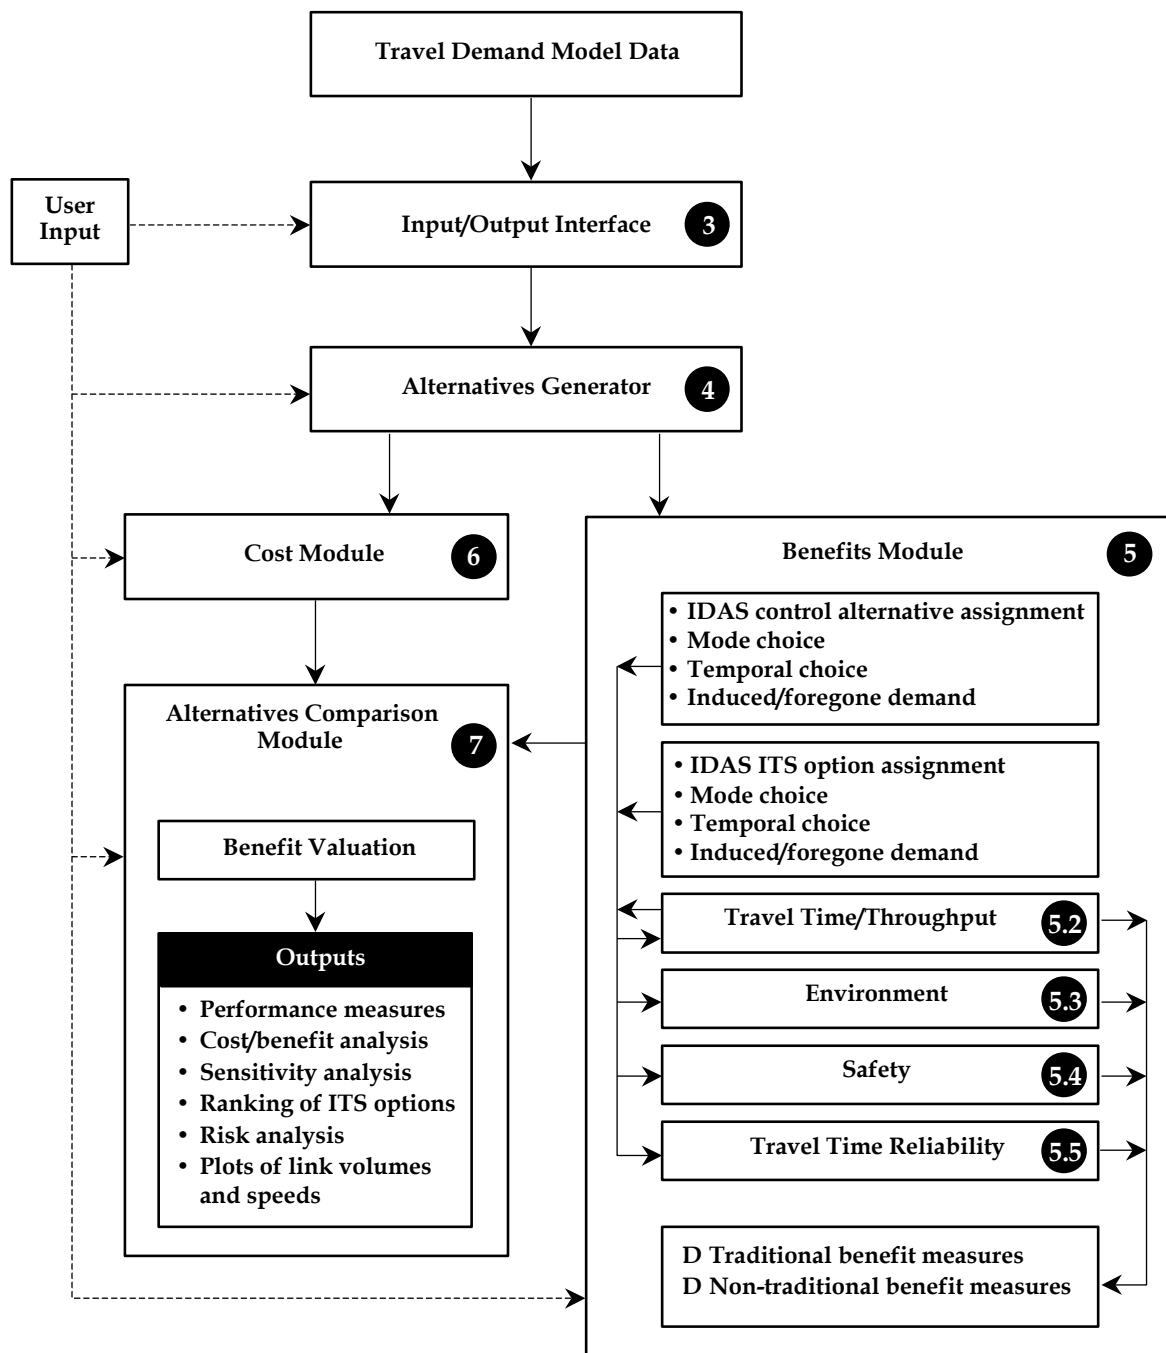 Travel Demand Model Data
User
Input
Input/Output Interface 3
Alternatives Generator 4
Cost Module 6
Alternatives Comparison
Module 7
Benefit Valuation
Outputs
• Performance measures
• Cost/benefit analysis
• Sensitivity analysis
• Ranking of ITS options
• Risk analysis
• Plots of link volumes
and speeds
Benefits Module 5
• IDAS control alternative assignment
• Mode choice
• Temporal choice
• Induced/foregone demand
• IDAS ITS option assignment
• Mode choice
• Temporal choice
• Induced/foregone demand
Travel Time/Throughput 5.2
Environment 5.3
Safety 5.4
Travel Time Reliability 5.5
D Traditional benefit measures
D Non-traditional benefit measures